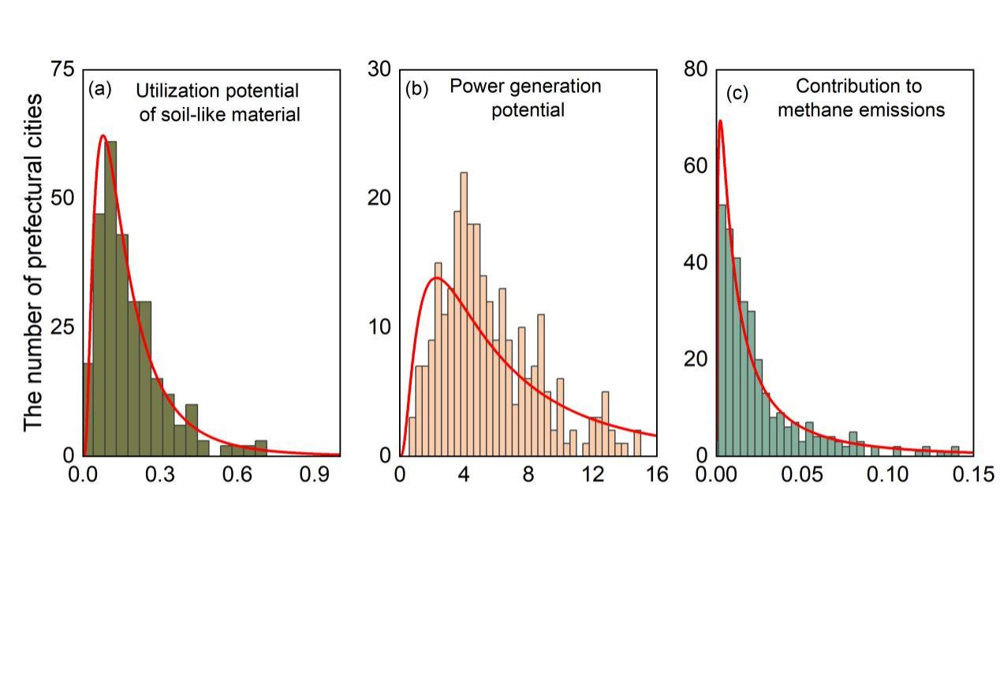 The number of prefectural cities
(a)
Utilization potential
of soil-like material
75
50
25
0
0.0 0.3 0.6 0.9
(b)
Power generation
potential
30
20
10
0
0 4 8 12 16
(c)
Contribution to
methane emissions
80
60
40
20
0
0.00 0.05 0.10 0.15